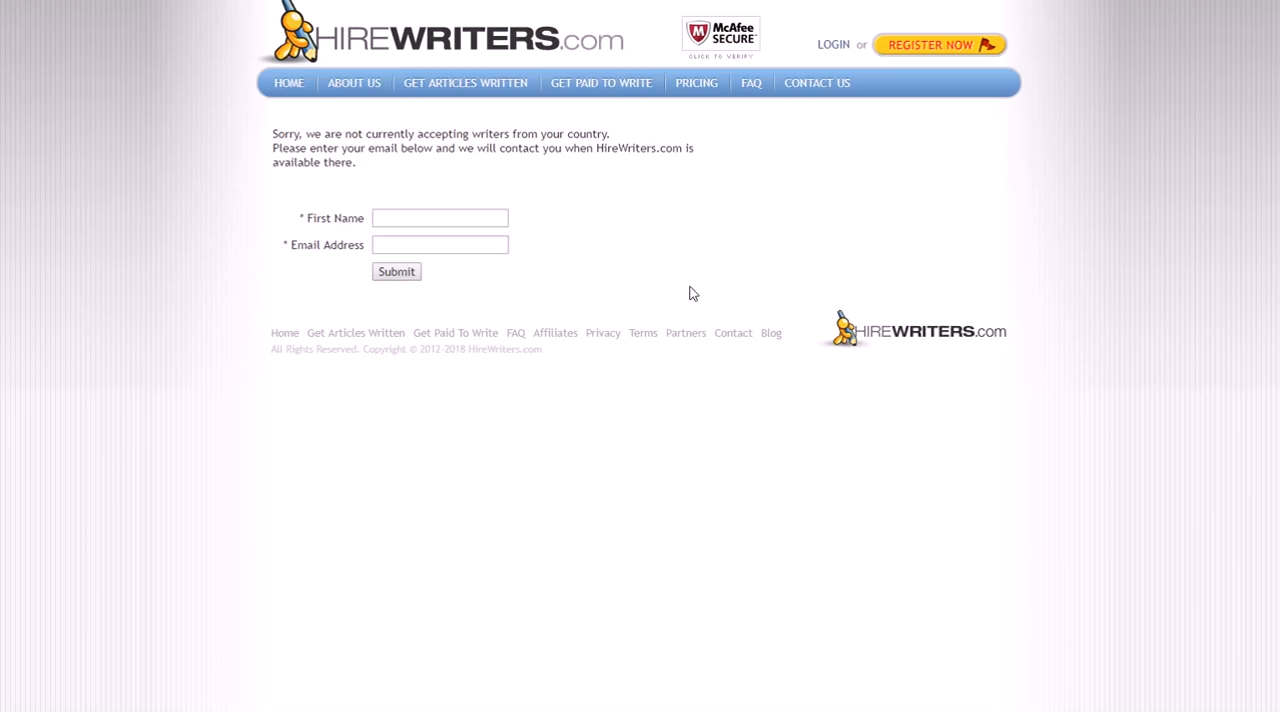 HIREWRITERS.com
McAfee
SECURE
CLICK TO VERIFY
LOGIN or REGISTER NOW
HOME ABOUT US GET ARTICLES WRITTEN GET PAID TO WRITE PRICING FAQ CONTACT US
Sorry, we are not currently accepting writers from your country.
Please enter your email below and we will contact you when HireWriters.com is
available there.
* First Name
* Email Address
Submit
Home Get Articles Written Get Paid To Write FAQ Affiliates Privacy Terms Partners Contact Blog
HIREWRITERS.com
All Rights Reserved. Copyright © 2012-2018 HireWriters.com